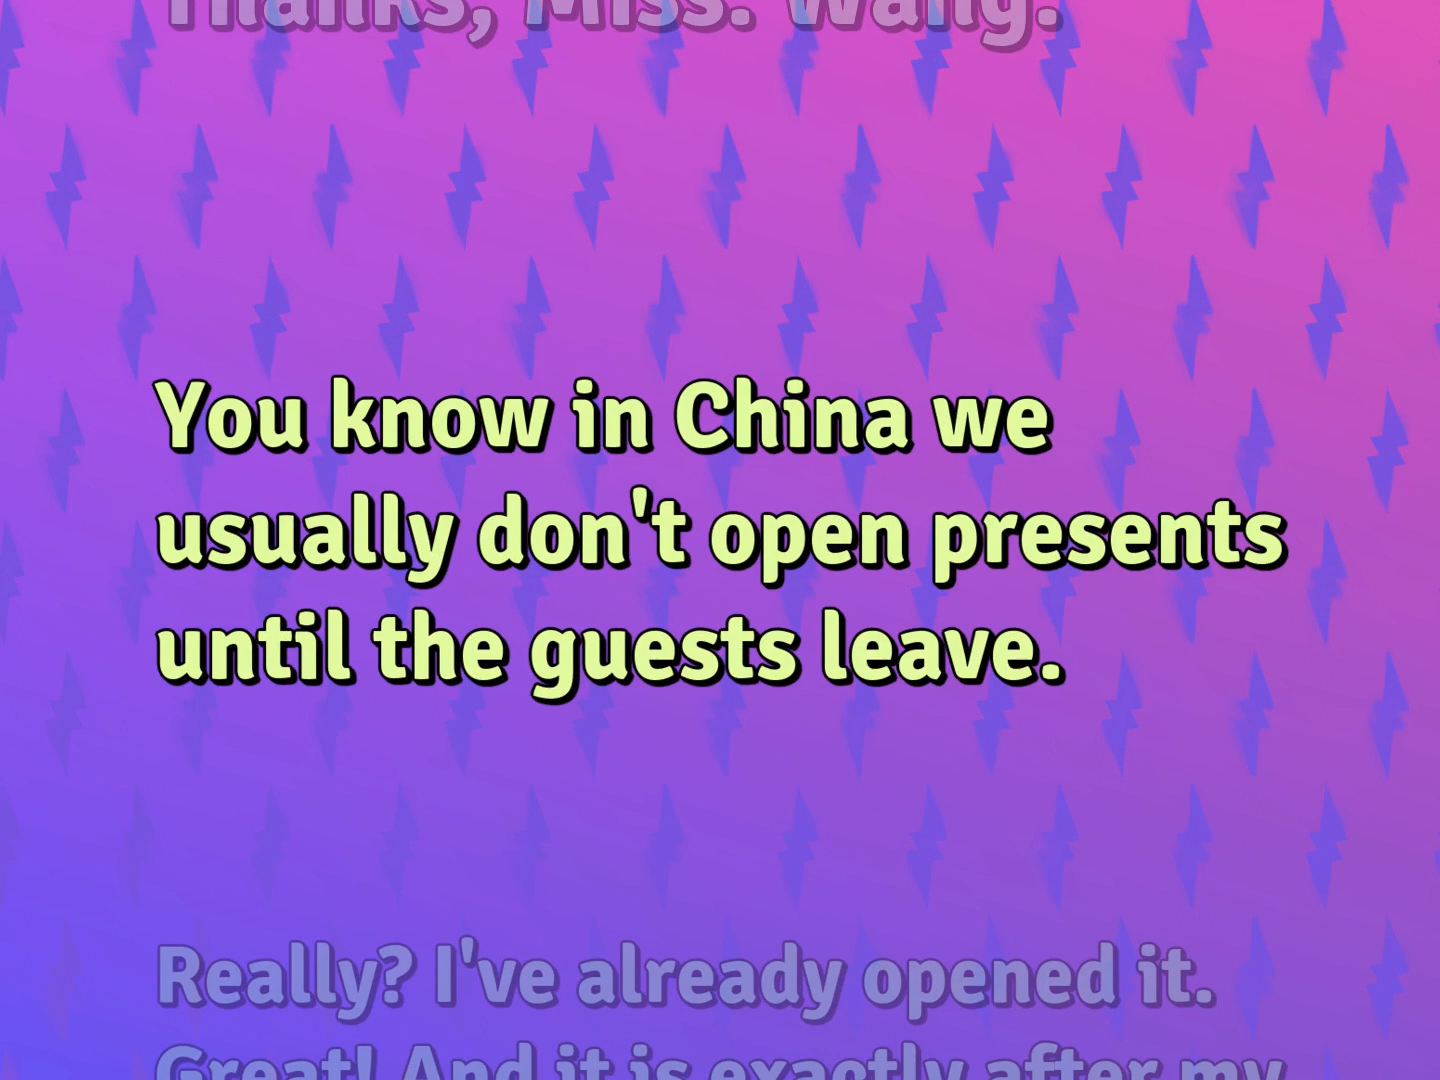 Thanks, Miss. Wang.
You know in China we
usually don't open presents
until the guests leave.
Really? I've already opened it.
Great! And it is exactly after my